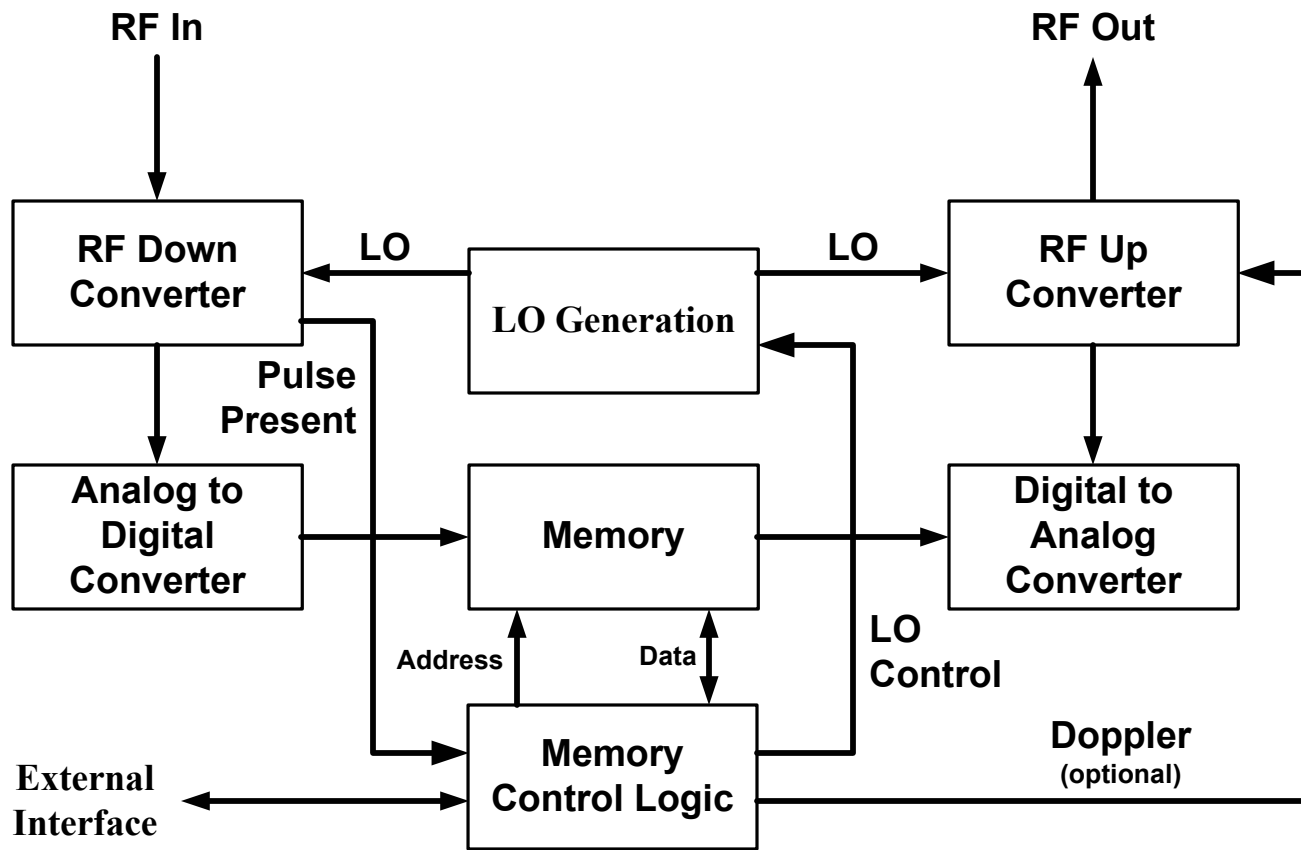 RF In
RF Out
RF Down
Converter
LO
LO Generation
LO
RF Up
Converter
Pulse
Present
Analog to
Digital
Converter
Memory
Digital to
Analog
Converter
Address
Data
LO
Control
External
Interface
Memory
Control Logic
Doppler
(optional)